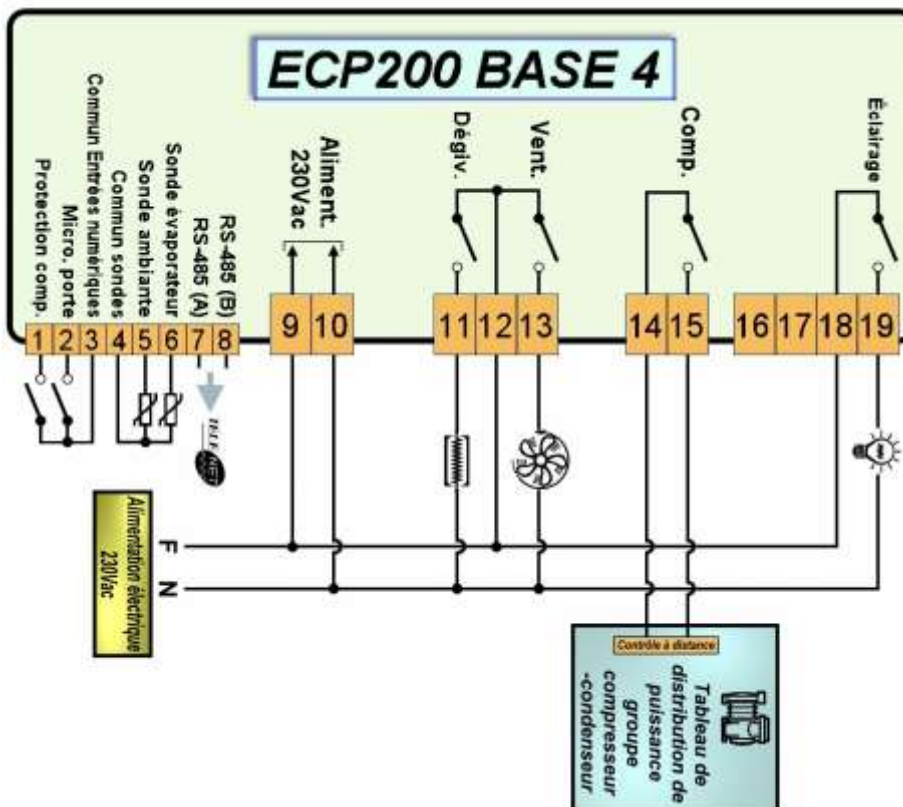 ECP200 BASE 4
Protection comp.
Micro. porte
Commun Entrées numériques
Commun sondes
Sonde ambiante
Sonde évaporateur
RS-485 (A)
RS-485 (B)
Aliment.
230Vac
Dégiv.
Vent.
Comp.
Éclairage
1 2 3 4 5 6 7 8
9 10
11 12 13
14 15
16 17 18 19
NET
Alimentation électrique
230Vac
F
N
Contrôle à distance
Tableau de
distribution de
puissance
groupe
compresseur
-condenseur